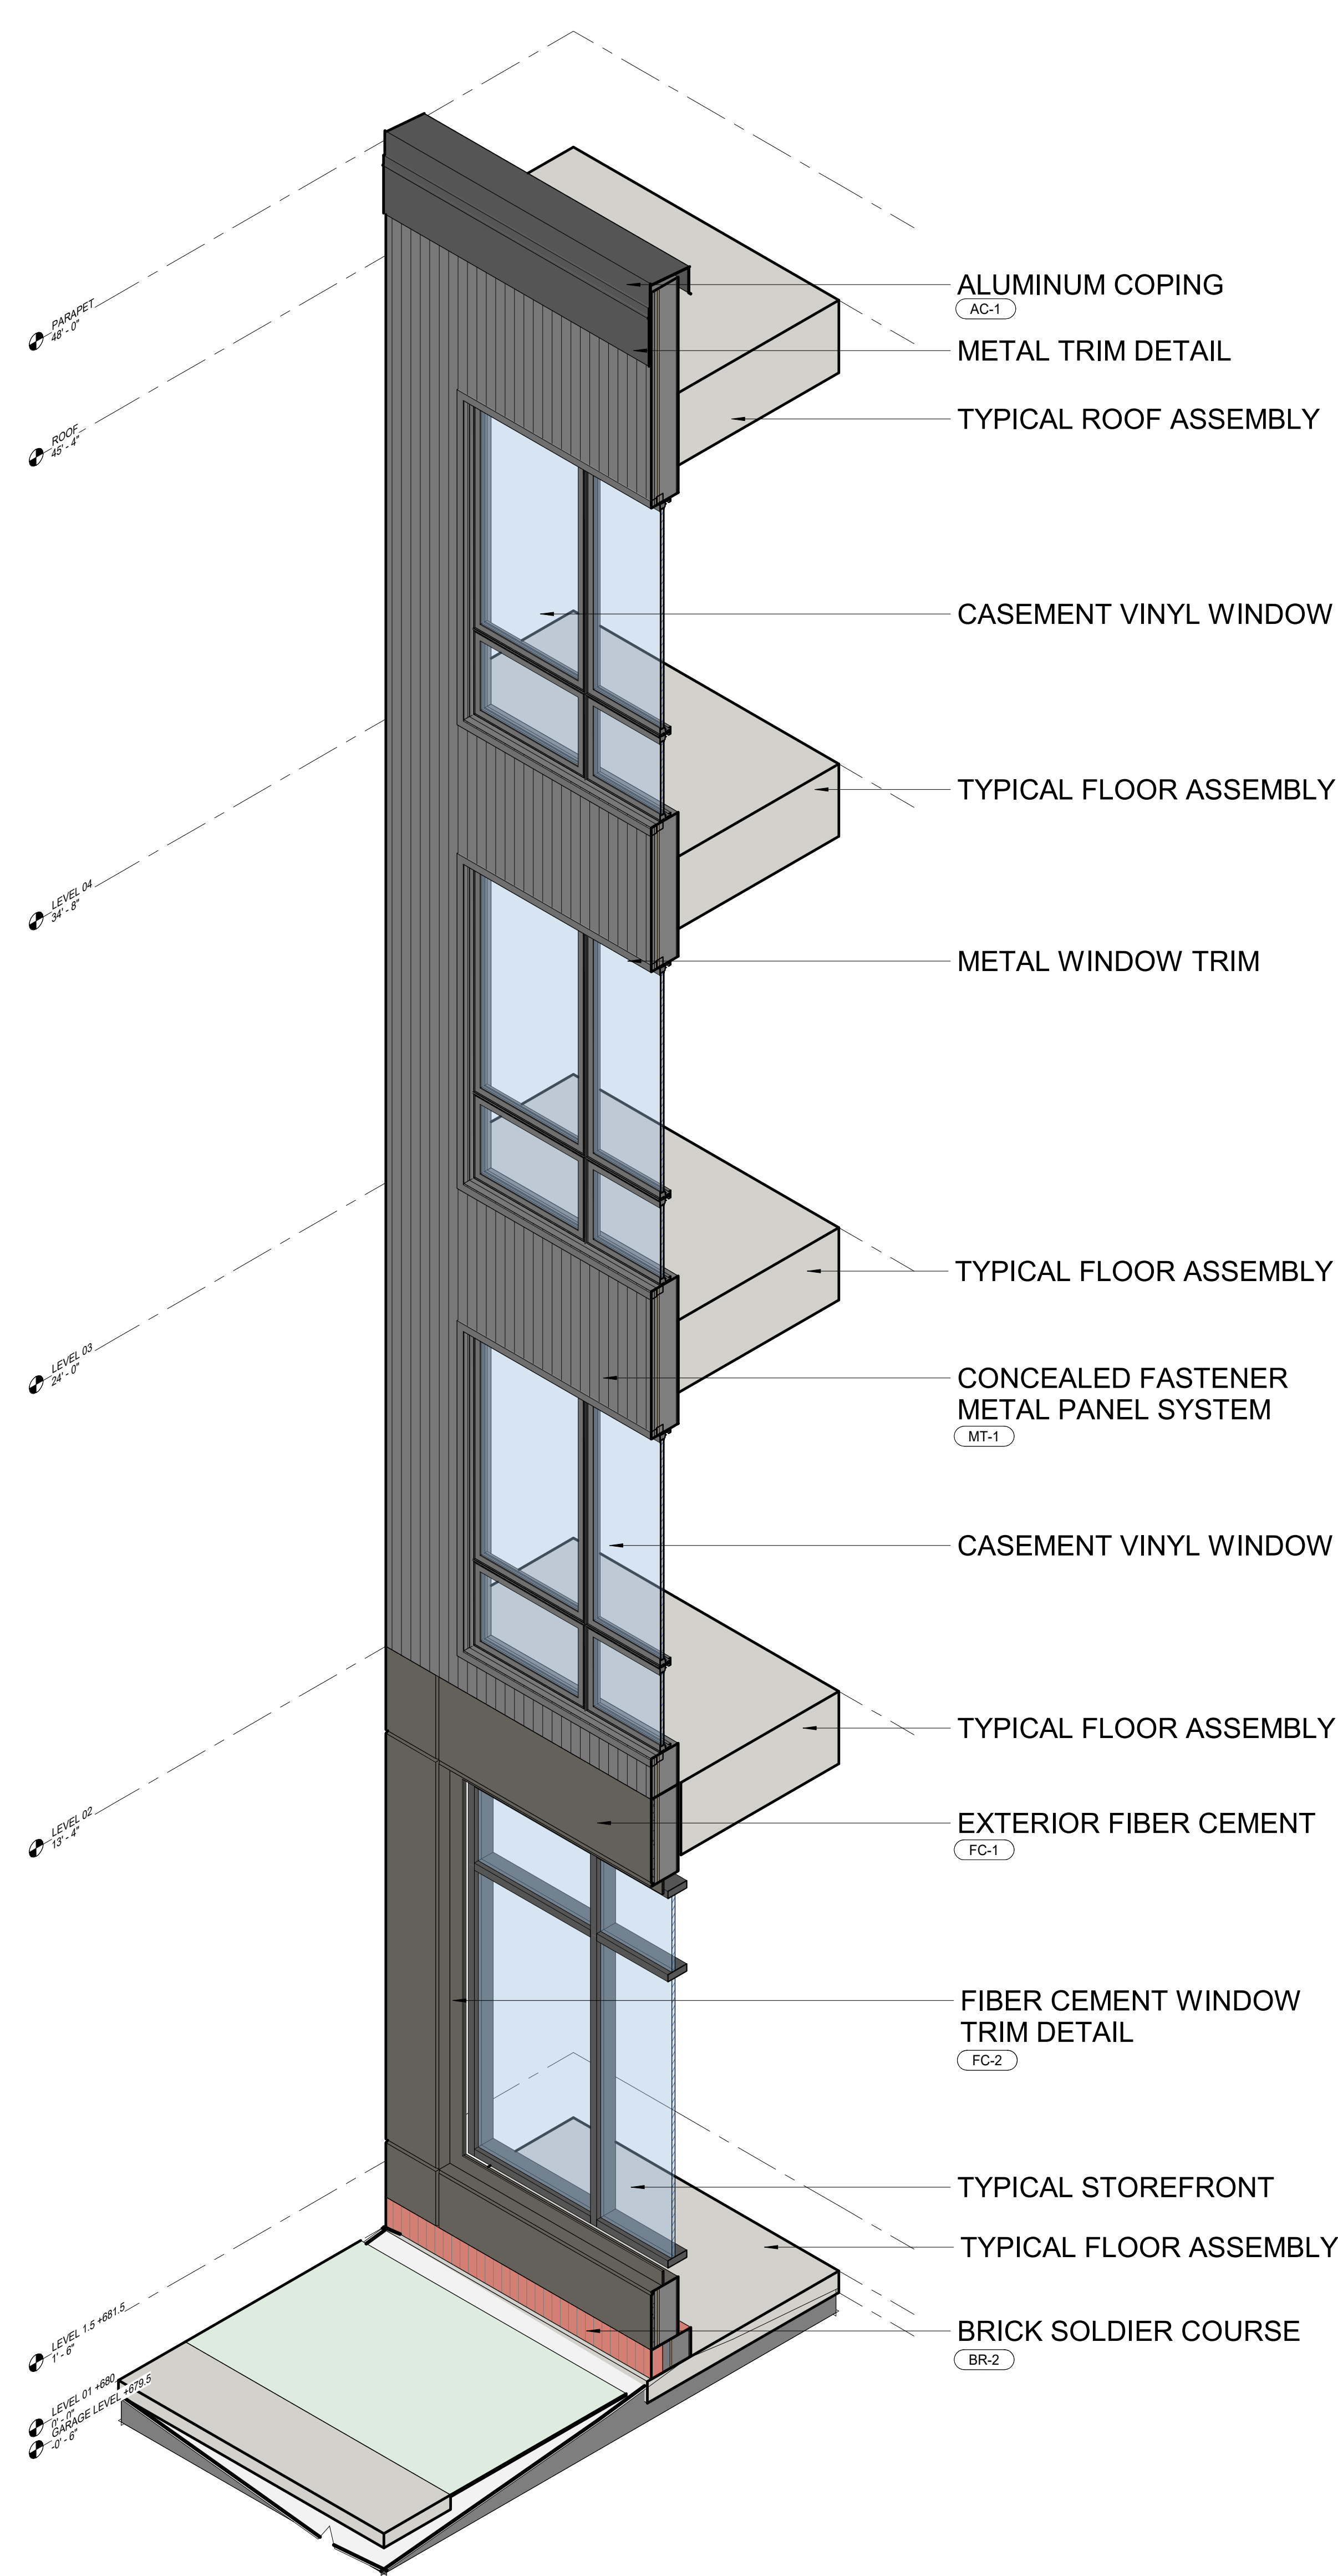 PARAPET
48' - 0"
ROOF
45' - 4"
LEVEL 04
34' - 8"
LEVEL 03
24' - 0"
LEVEL 02
13' - 4"
LEVEL 1.5 +681.5
1' - 6"
LEVEL 01 +680
0' - 0"
GARAGE LEVEL +679.5
-0' - 6"
ALUMINUM COPING
AC-1
METAL TRIM DETAIL
TYPICAL ROOF ASSEMBLY
CASEMENT VINYL WINDOW
TYPICAL FLOOR ASSEMBLY
METAL WINDOW TRIM
TYPICAL FLOOR ASSEMBLY
CONCEALED FASTENER
METAL PANEL SYSTEM
MT-1
CASEMENT VINYL WINDOW
TYPICAL FLOOR ASSEMBLY
EXTERIOR FIBER CEMENT
FC-1
FIBER CEMENT WINDOW
TRIM DETAIL
FC-2
TYPICAL STOREFRONT
TYPICAL FLOOR ASSEMBLY
BRICK SOLDIER COURSE
BR-2